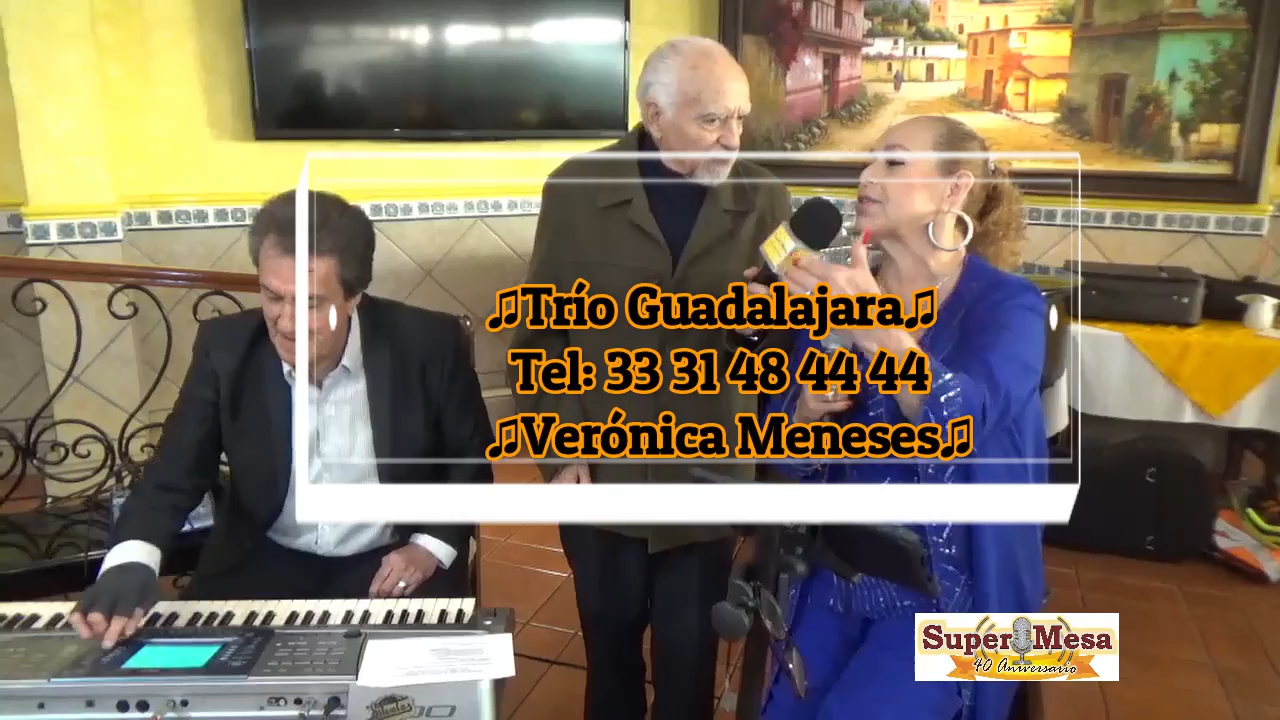 ♫Trío Guadalajara♫
Tel: 33 31 48 44 44
♫Verónica Meneses♫
Super Mesa
40 Aniversario